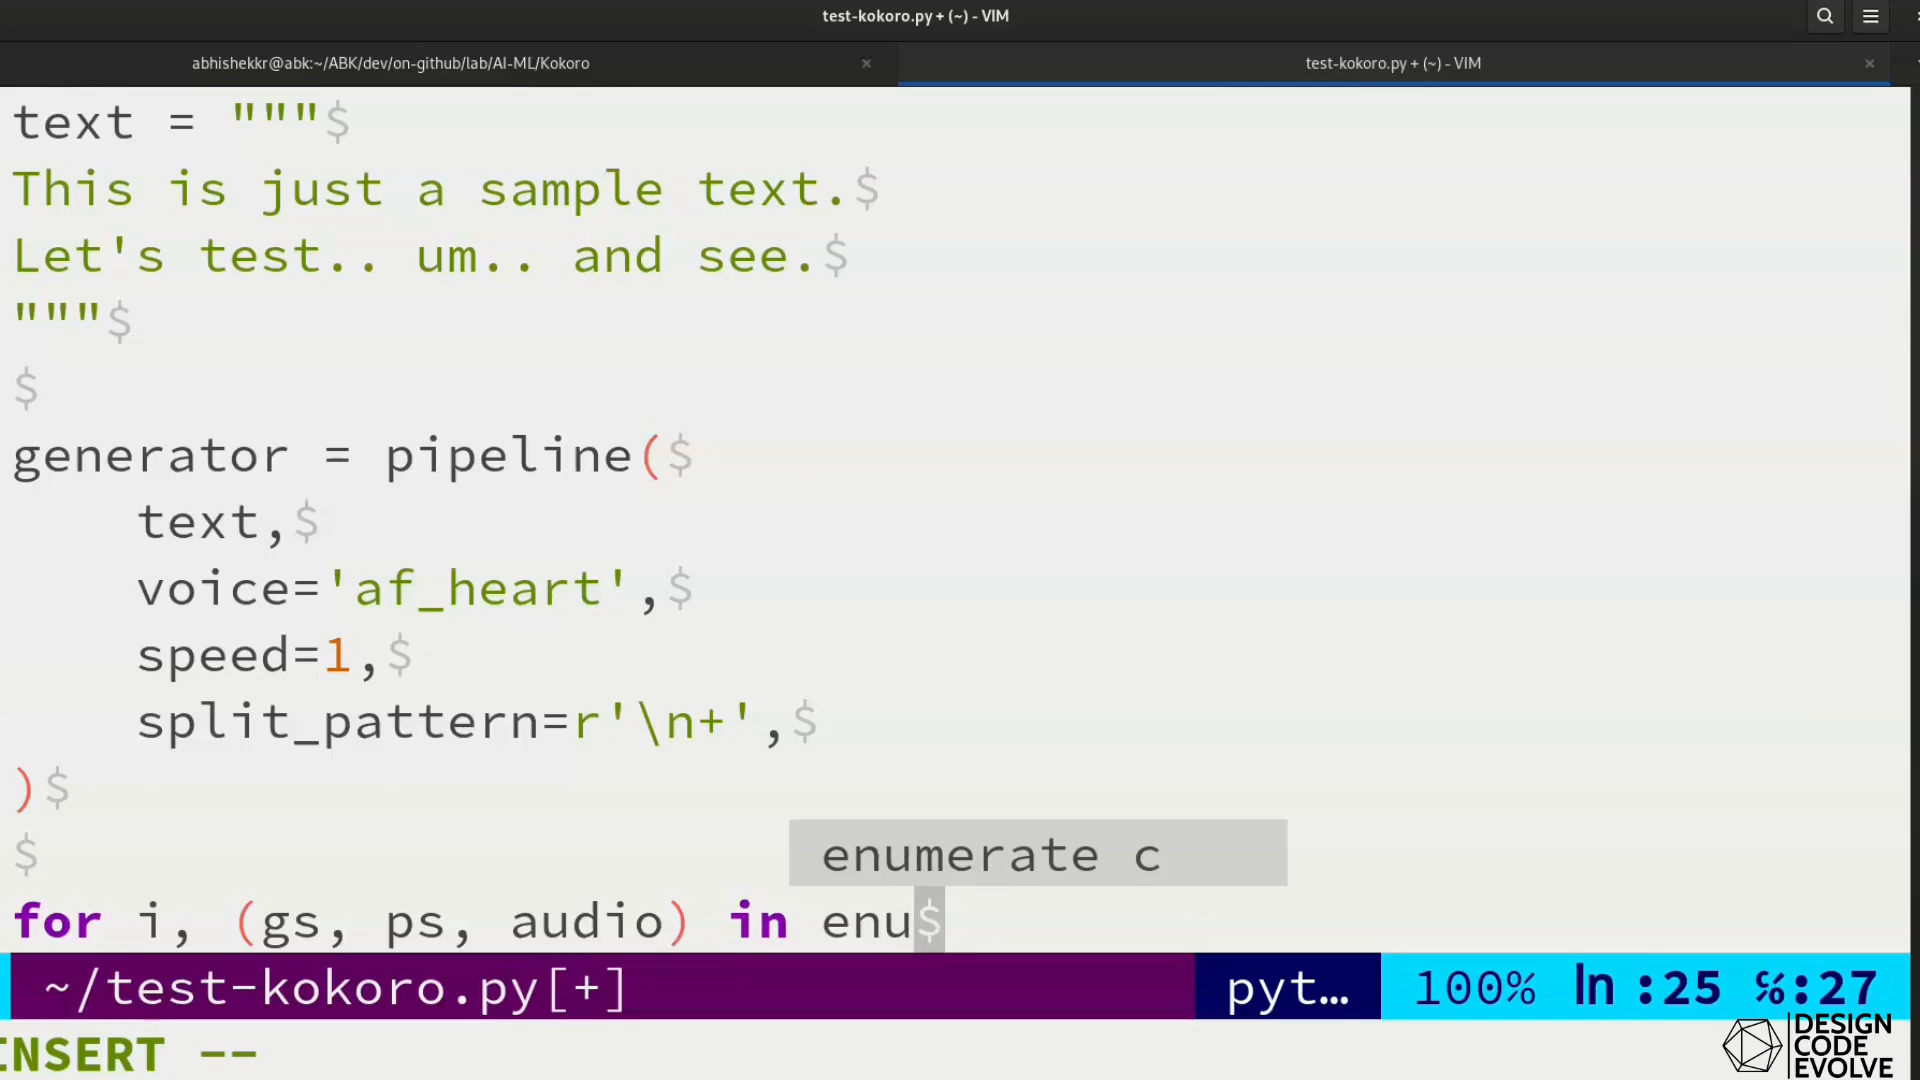 test-kokoro.py + (~) - VIM
abhishekkr@abk:~/ABK/dev/on-github/lab/AI-ML/Kokoro ×
test-kokoro.py + (~) - VIM ×
text = """$
This is just a sample text.$
Let's test.. um.. and see.$
"""$
$
generator = pipeline($
    text,$
    voice='af_heart',$
    speed=1,$
    split_pattern=r'\n+',$
)$
$
enumerate c
for i, (gs, ps, audio) in enu$
~/test-kokoro.py[+] pyt… 100% ln :25 ℅:27
INSERT --
DESIGN
CODE
EVOLVE